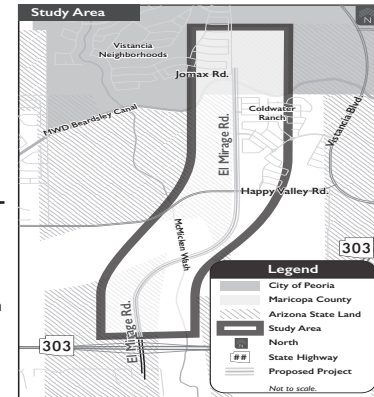 Study Area
N
Vistancia
Neighborhoods
Jomax Rd.
MWD Beardsley Canal
El Mirage Rd.
Coldwater
Ranch
Vistancia Blvd.
Happy Valley Rd.
McMicken Wash
303
303
El Mirage Rd.
Legend
City of Peoria
Maricopa County
Arizona State Land
Study Area
N
North
##
State Highway
Proposed Project
Not to scale.